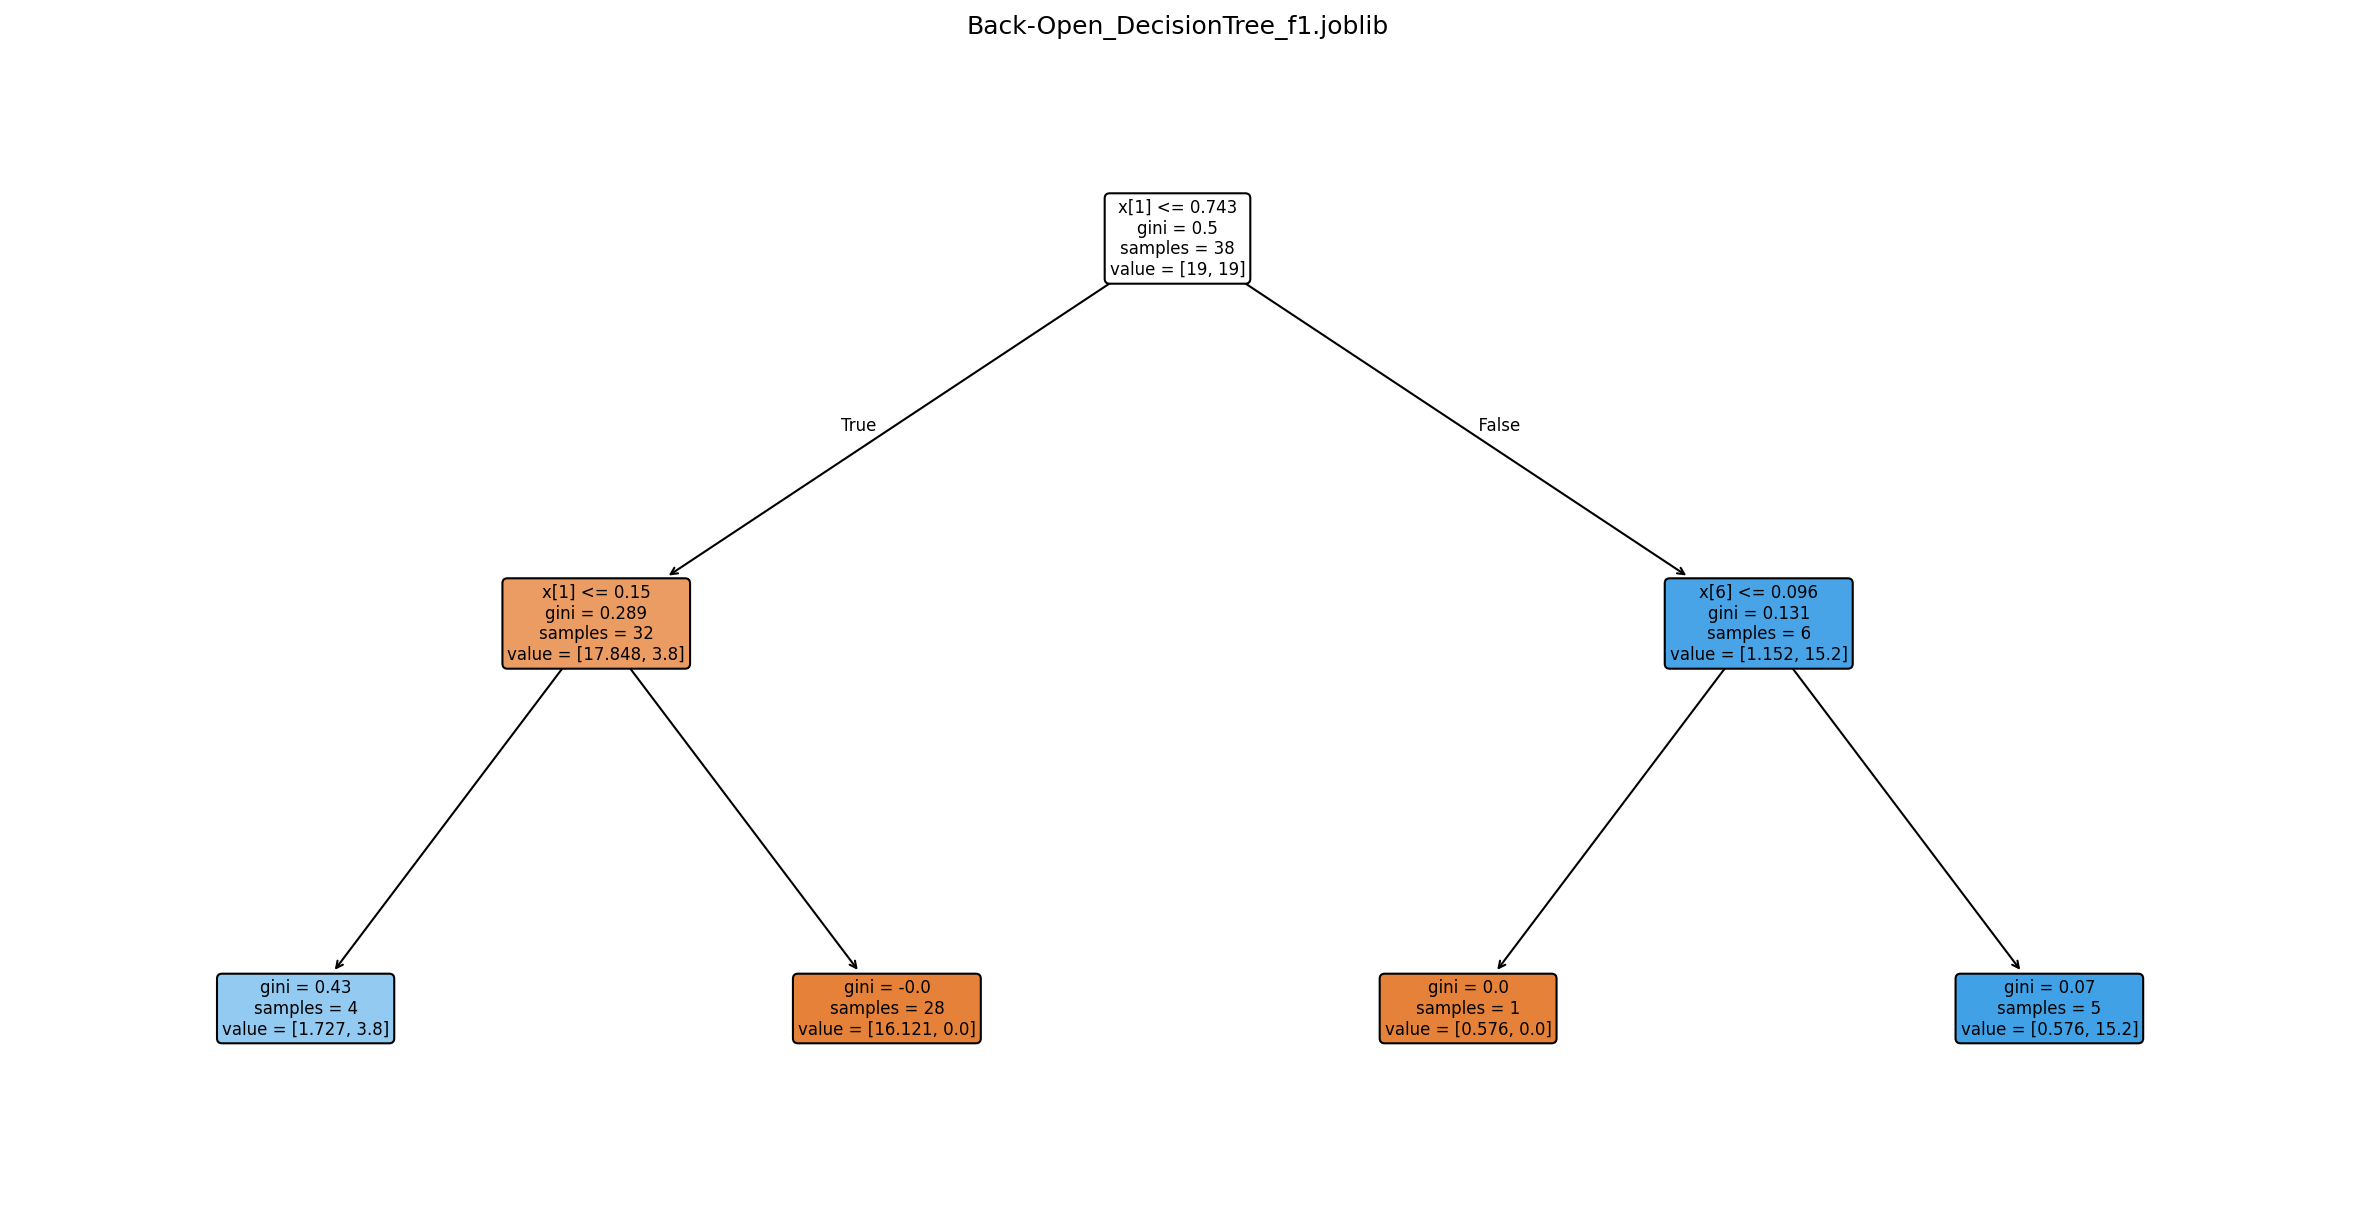 Back-Open_DecisionTree_f1.joblib
x[1] <= 0.743
gini = 0.5
samples = 38
value = [19, 19]
True
False
x[1] <= 0.15
gini = 0.289
samples = 32
value = [17.848, 3.8]
x[6] <= 0.096
gini = 0.131
samples = 6
value = [1.152, 15.2]
gini = 0.43
samples = 4
value = [1.727, 3.8]
gini = -0.0
samples = 28
value = [16.121, 0.0]
gini = 0.0
samples = 1
value = [0.576, 0.0]
gini = 0.07
samples = 5
value = [0.576, 15.2]